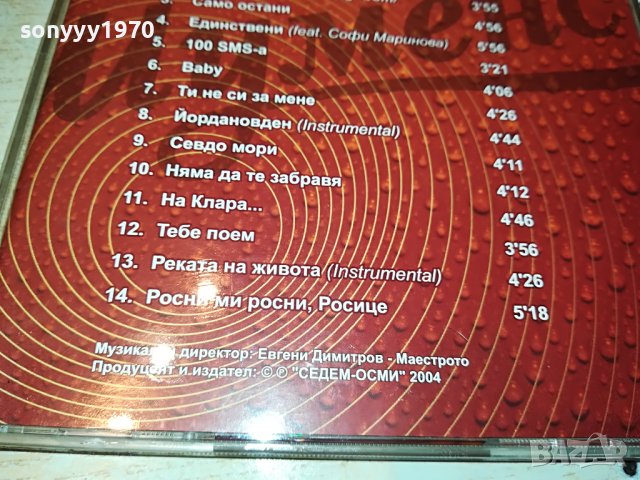 sonyyy1970
3. Само остани 3'55
4. Единствени (feat. Софи Маринова) 4'56
5. 100 SMS-a 5'56
6. Baby 3'21
7. Ти не си за мене 4'06
8. Йордановден (Instrumental) 4'26
9. Севдо мори 4'44
10. Няма да те забравя 4'11
11. На Клара... 4'12
12. Тебе поем 4'46
3'56
13. Реката на живота (Instrumental) 4'26
14. Росни ми росни, Росице 5'18
Музикален директор: Евгени Димитров - Маестрото
Продуцент и издател: © ℗ "СЕДЕМ-ОСМИ" 2004
BAZAR